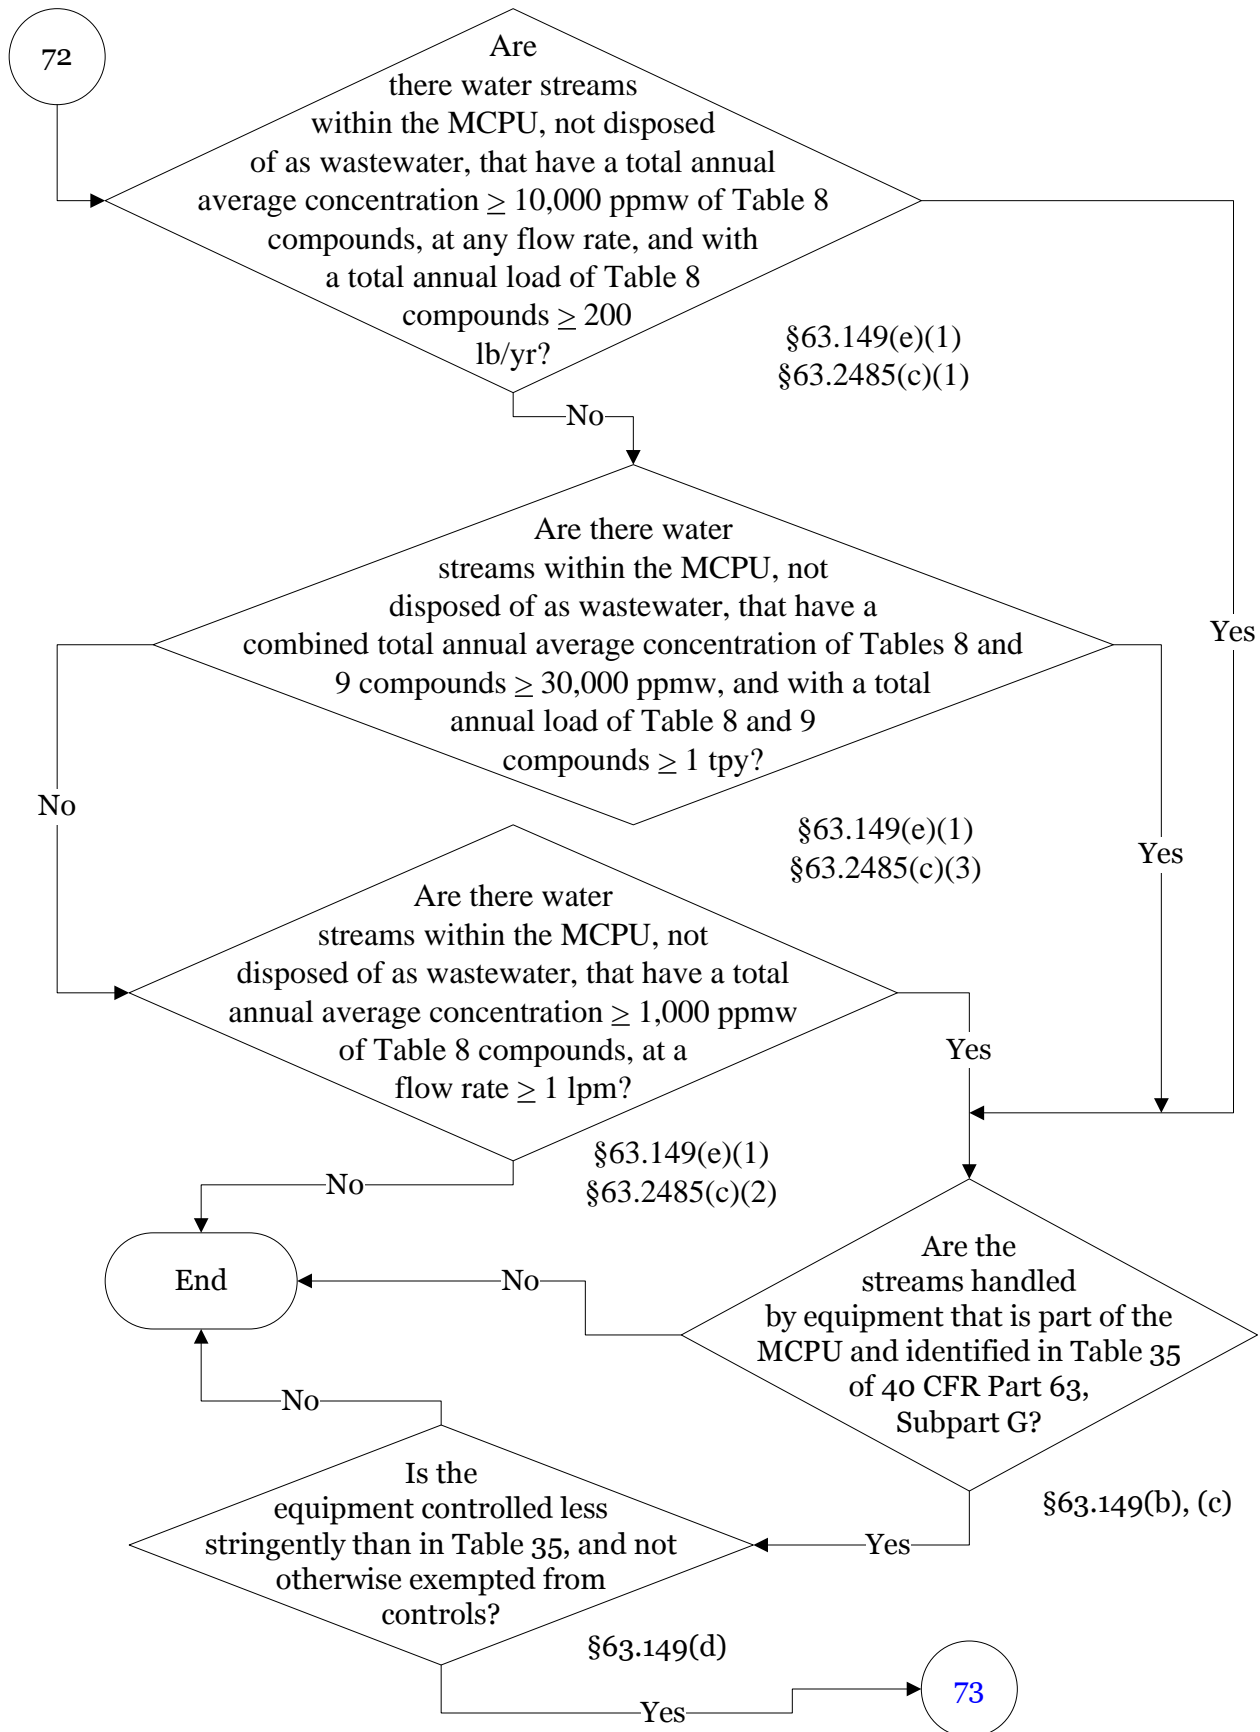 72
Are
there water streams
within the MCPU, not disposed
of as wastewater, that have a total annual
average concentration ≥ 10,000 ppmw of Table 8
compounds, at any flow rate, and with
a total annual load of Table 8
compounds ≥ 200
lb/yr?
§63.149(e)(1)
§63.2485(c)(1)
No
Yes
Are there water
streams within the MCPU, not
disposed of as wastewater, that have a
combined total annual average concentration of Tables 8 and
9 compounds ≥ 30,000 ppmw, and with a total
annual load of Table 8 and 9
compounds ≥ 1 tpy?
No
§63.149(e)(1)
§63.2485(c)(3)
Yes
Are there water
streams within the MCPU, not
disposed of as wastewater, that have a total
annual average concentration ≥ 1,000 ppmw
of Table 8 compounds, at a
flow rate ≥ 1 lpm?
Yes
§63.149(e)(1)
§63.2485(c)(2)
No
End
No
Are the
streams handled
by equipment that is part of the
MCPU and identified in Table 35
of 40 CFR Part 63,
Subpart G?
§63.149(b), (c)
No
Yes
Is the
equipment controlled less
stringently than in Table 35, and not
otherwise exempted from
controls?
§63.149(d)
Yes
73